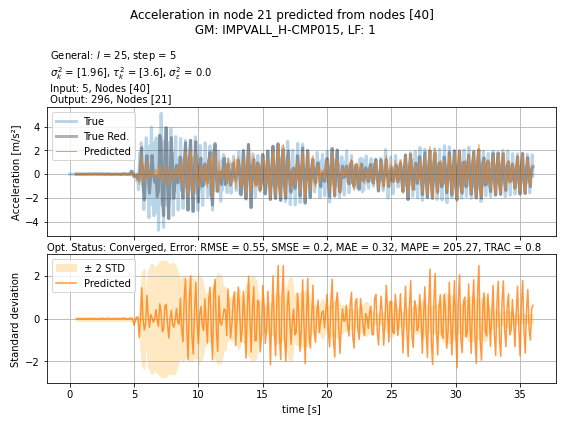 Acceleration in node 21 predicted from nodes [40]
GM: IMPVALL_H-CMP015, LF: 1
General: l = 25, step = 5
σ²ₖ = [1.96], τ²ₖ = [3.6], σ²ε = 0.0
Input: 5, Nodes [40]
Output: 296, Nodes [21]
True
True Red.
Predicted
Acceleration [m/s²]
4
2
0
−2
−4
Opt. Status: Converged, Error: RMSE = 0.55, SMSE = 0.2, MAE = 0.32, MAPE = 205.27, TRAC = 0.8
± 2 STD
Predicted
Standard deviation
2
0
−2
0 5 10 15 20 25 30 35
time [s]